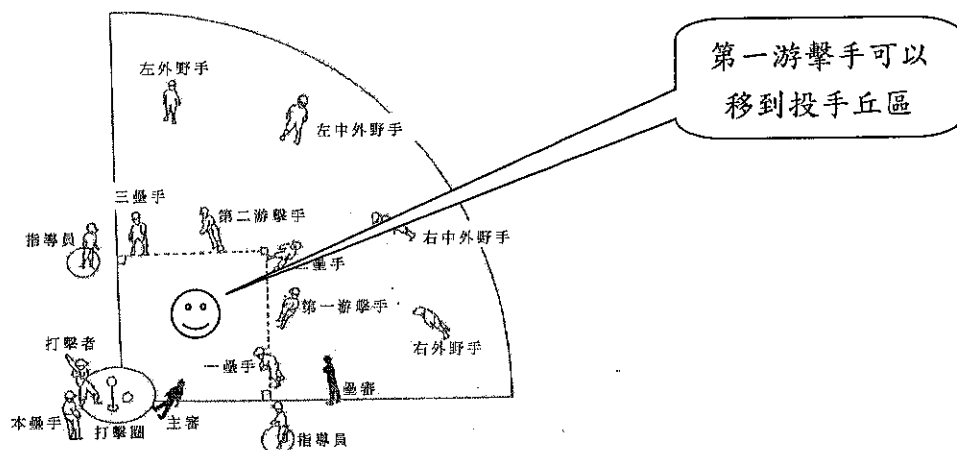 第一游擊手可以
移到投手丘區
左外野手
左中外野手
三壘手
第二游擊手
指導員
右中外野手
二壘手
第一游擊手
右外野手
打擊者
一壘手
壘審
本壘手
打擊圈
主審
指導員